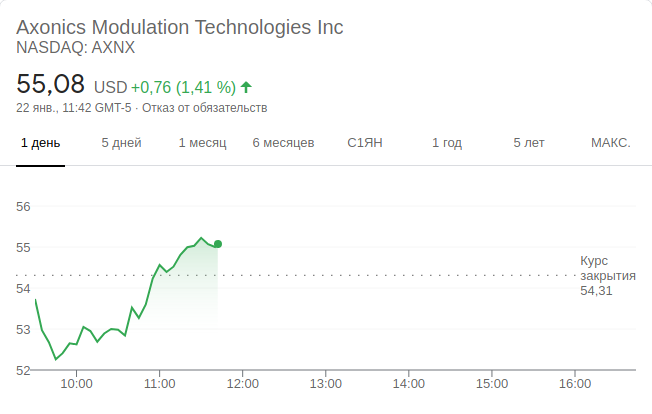 Axonics Modulation Technologies Inc
NASDAQ: AXNX
55,08 USD +0,76 (1,41 %)
22 янв., 11:42 GMT-5 · Отказ от обязательств
1 день 5 дней 1 месяц 6 месяцев С1ЯН 1 год 5 лет МАКС.
56
55
Курс
закрытия
54,31
54
53
52
10:00 11:00 12:00 13:00 14:00 15:00 16:00